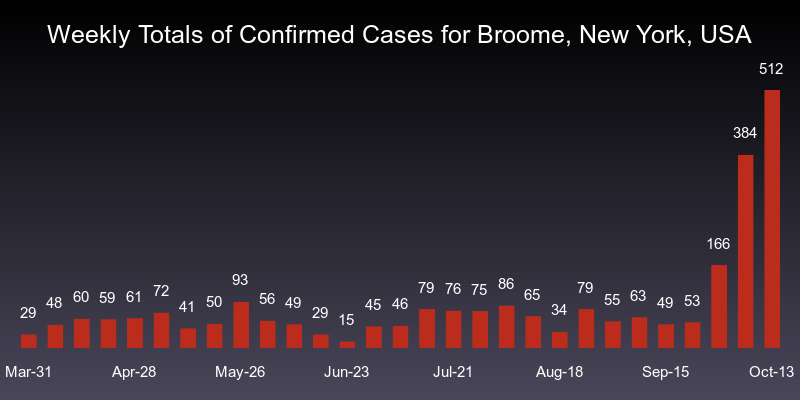 Weekly Totals of Confirmed Cases for Broome, New York, USA
29 48 60 59 61 72 41 50 93 56 49 29 15 45 46 79 76 75 86 65 34 79 55 63 49 53 166 384 512
Mar-31 Apr-28 May-26 Jun-23 Jul-21 Aug-18 Sep-15 Oct-13